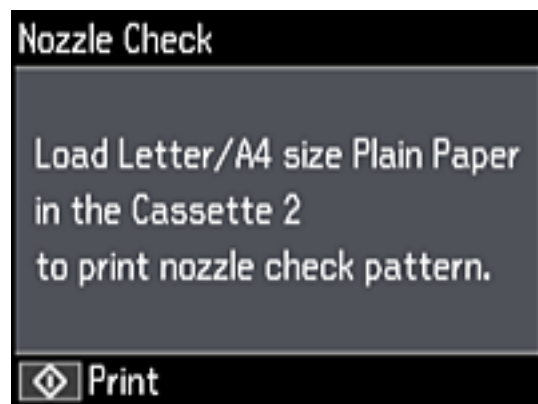 Nozzle Check
Load Letter/A4 size Plain Paper
in the Cassette 2
to print nozzle check pattern.
Print